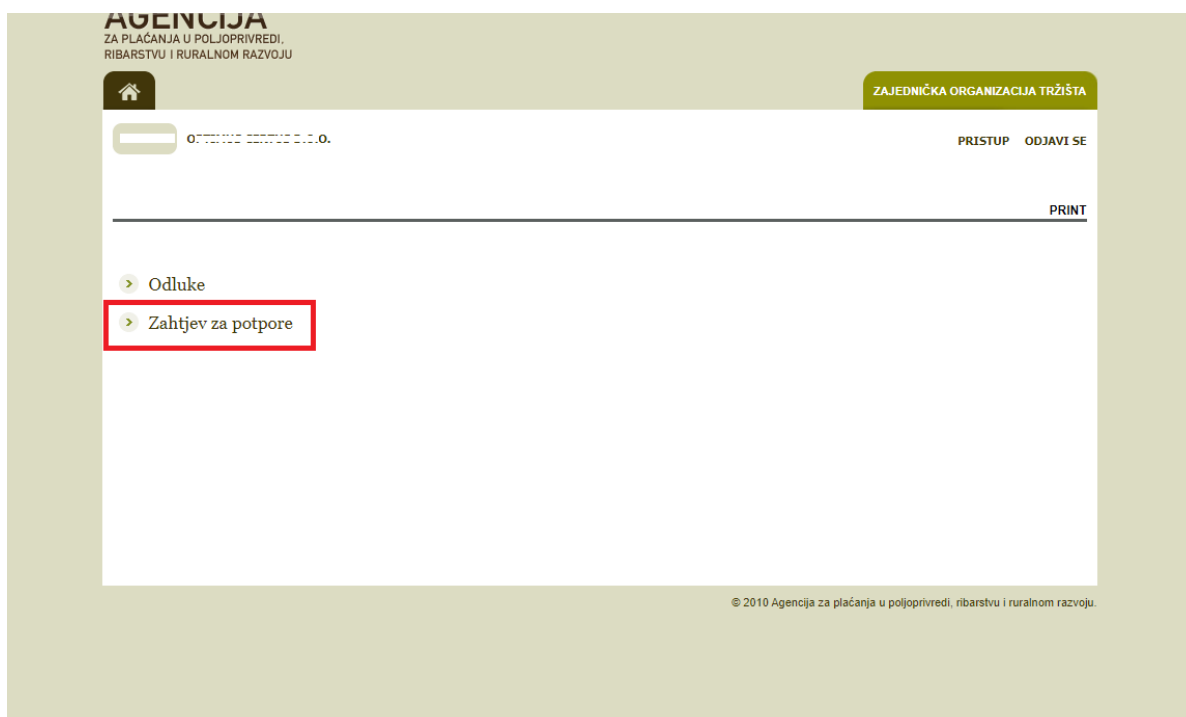 AGENCIJA
ZA PLAĆANJA U POLJOPRIVREDI,
RIBARSTVU I RURALNOM RAZVOJU
ZAJEDNIČKA ORGANIZACIJA TRŽIŠTA
PRISTUP ODJAVI SE
PRINT
Odluke
Zahtjev za potpore
© 2010 Agencija za plaćanja u poljoprivredi, ribarstvu i ruralnom razvoju.